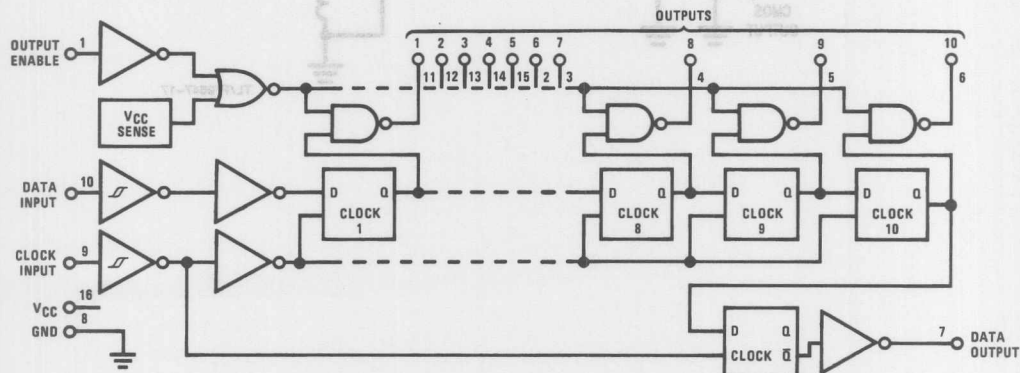 OUTPUTS
1 2 3 4 5 6 7 8 9 10
11 12 13 14 15 2 3 4 5 6
OUTPUT ENABLE
1
VCC SENSE
DATA INPUT
10
D Q CLOCK 1
D Q CLOCK 8
D Q CLOCK 9
D Q CLOCK 10
CLOCK INPUT
9
VCC
16
GND
8
D Q
CLOCK Q̅
7
DATA OUTPUT